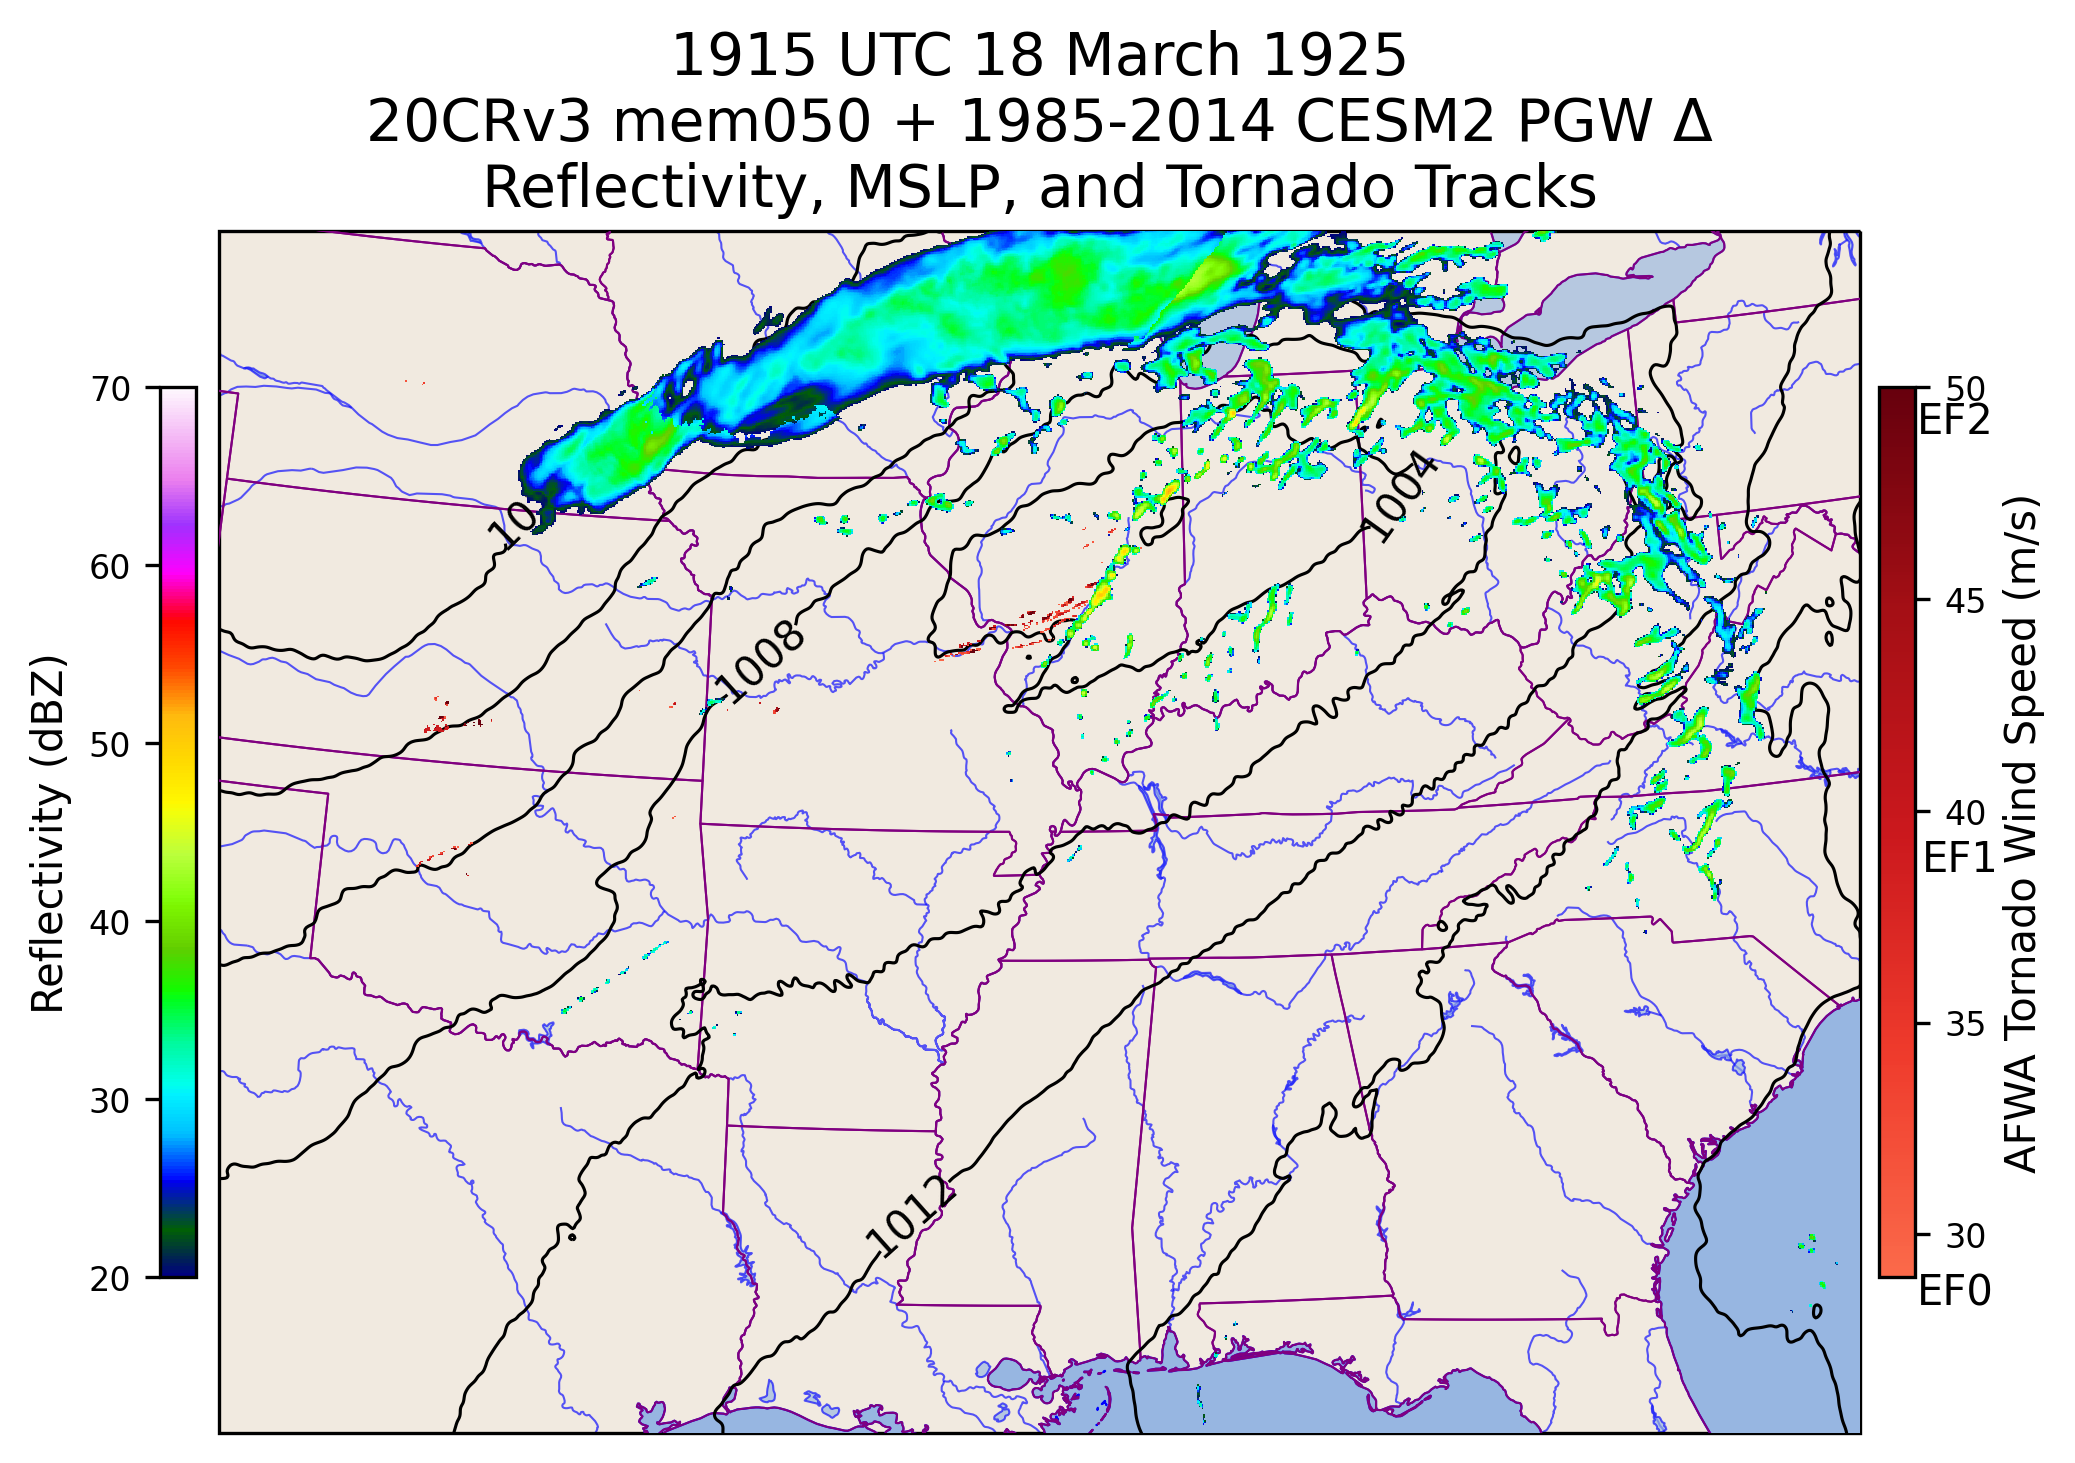 1915 UTC 18 March 1925
20CRv3 mem050 + 1985-2014 CESM2 PGW Δ
Reflectivity, MSLP, and Tornado Tracks
Reflectivity (dBZ)
70
60
50
40
30
20
10
1004
1008
1012
50
EF2
45
40
EF1
35
30
EF0
AFWA Tornado Wind Speed (m/s)